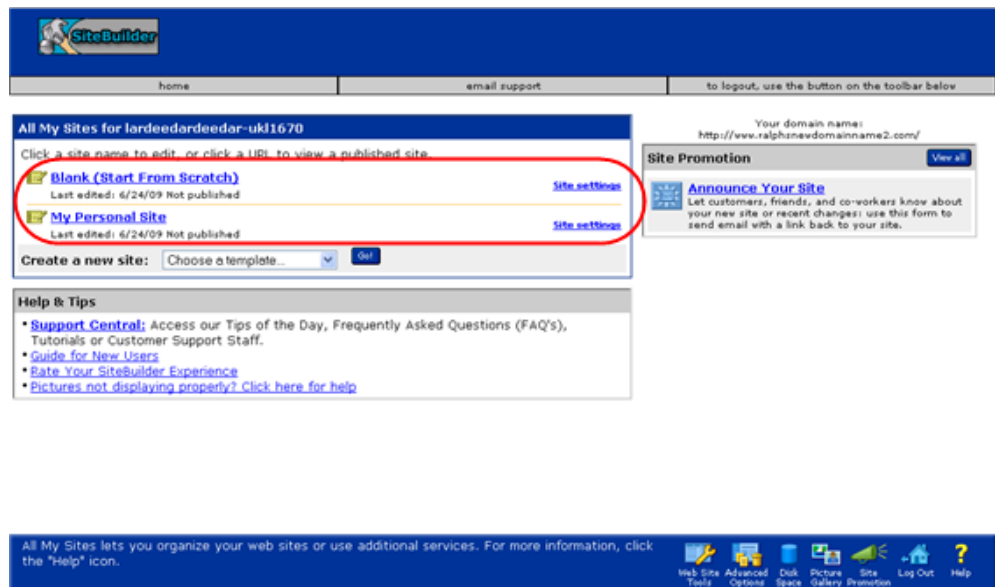 SiteBuilder
home
email support
to logout, use the button on the toolbar below
All My Sites for lardeedardeedar-ukl1670
Click a site name to edit, or click a URL to view a published site.
Blank (Start From Scratch)
Last edited: 6/24/09 Not published
Site settings
My Personal Site
Last edited: 6/24/09 Not published
Site settings
Create a new site: Choose a template... Go!
Your domain name:
http://www.ralphsnewdomainname2.com/
Site Promotion View all
Announce Your Site
Let customers, friends, and co-workers know about
your new site or recent changes: use this form to
send email with a link back to your site.
Help & Tips
• Support Central: Access our Tips of the Day, Frequently Asked Questions (FAQ's),
Tutorials or Customer Support Staff.
• Guide for New Users
• Rate Your SiteBuilder Experience
• Pictures not displaying properly? Click here for help
All My Sites lets you organize your web sites or use additional services. For more information, click
the "Help" icon.
Web Site Tools
Advanced Options
Disk Space
Picture Gallery
Site Promotion
Log Out
Help